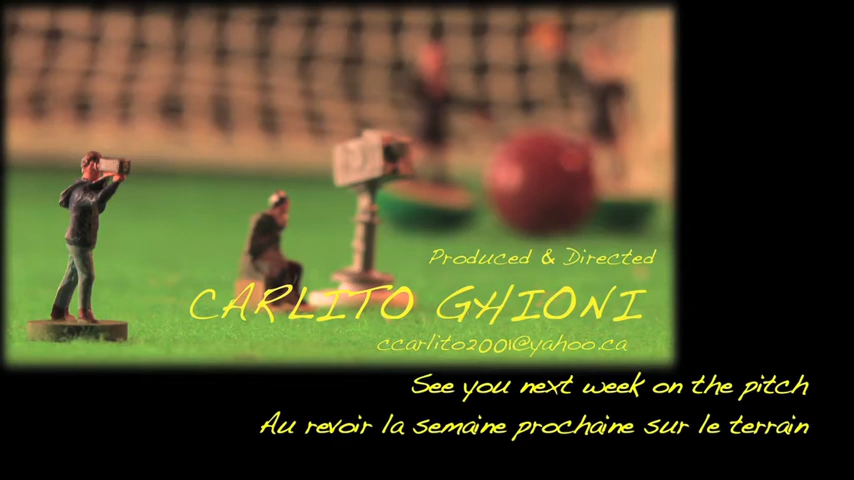 Produced & Directed
CARLITO GHIONI
ccarlito2001@yahoo.ca
See you next week on the pitch
Au revoir la semaine prochaine sur le terrain